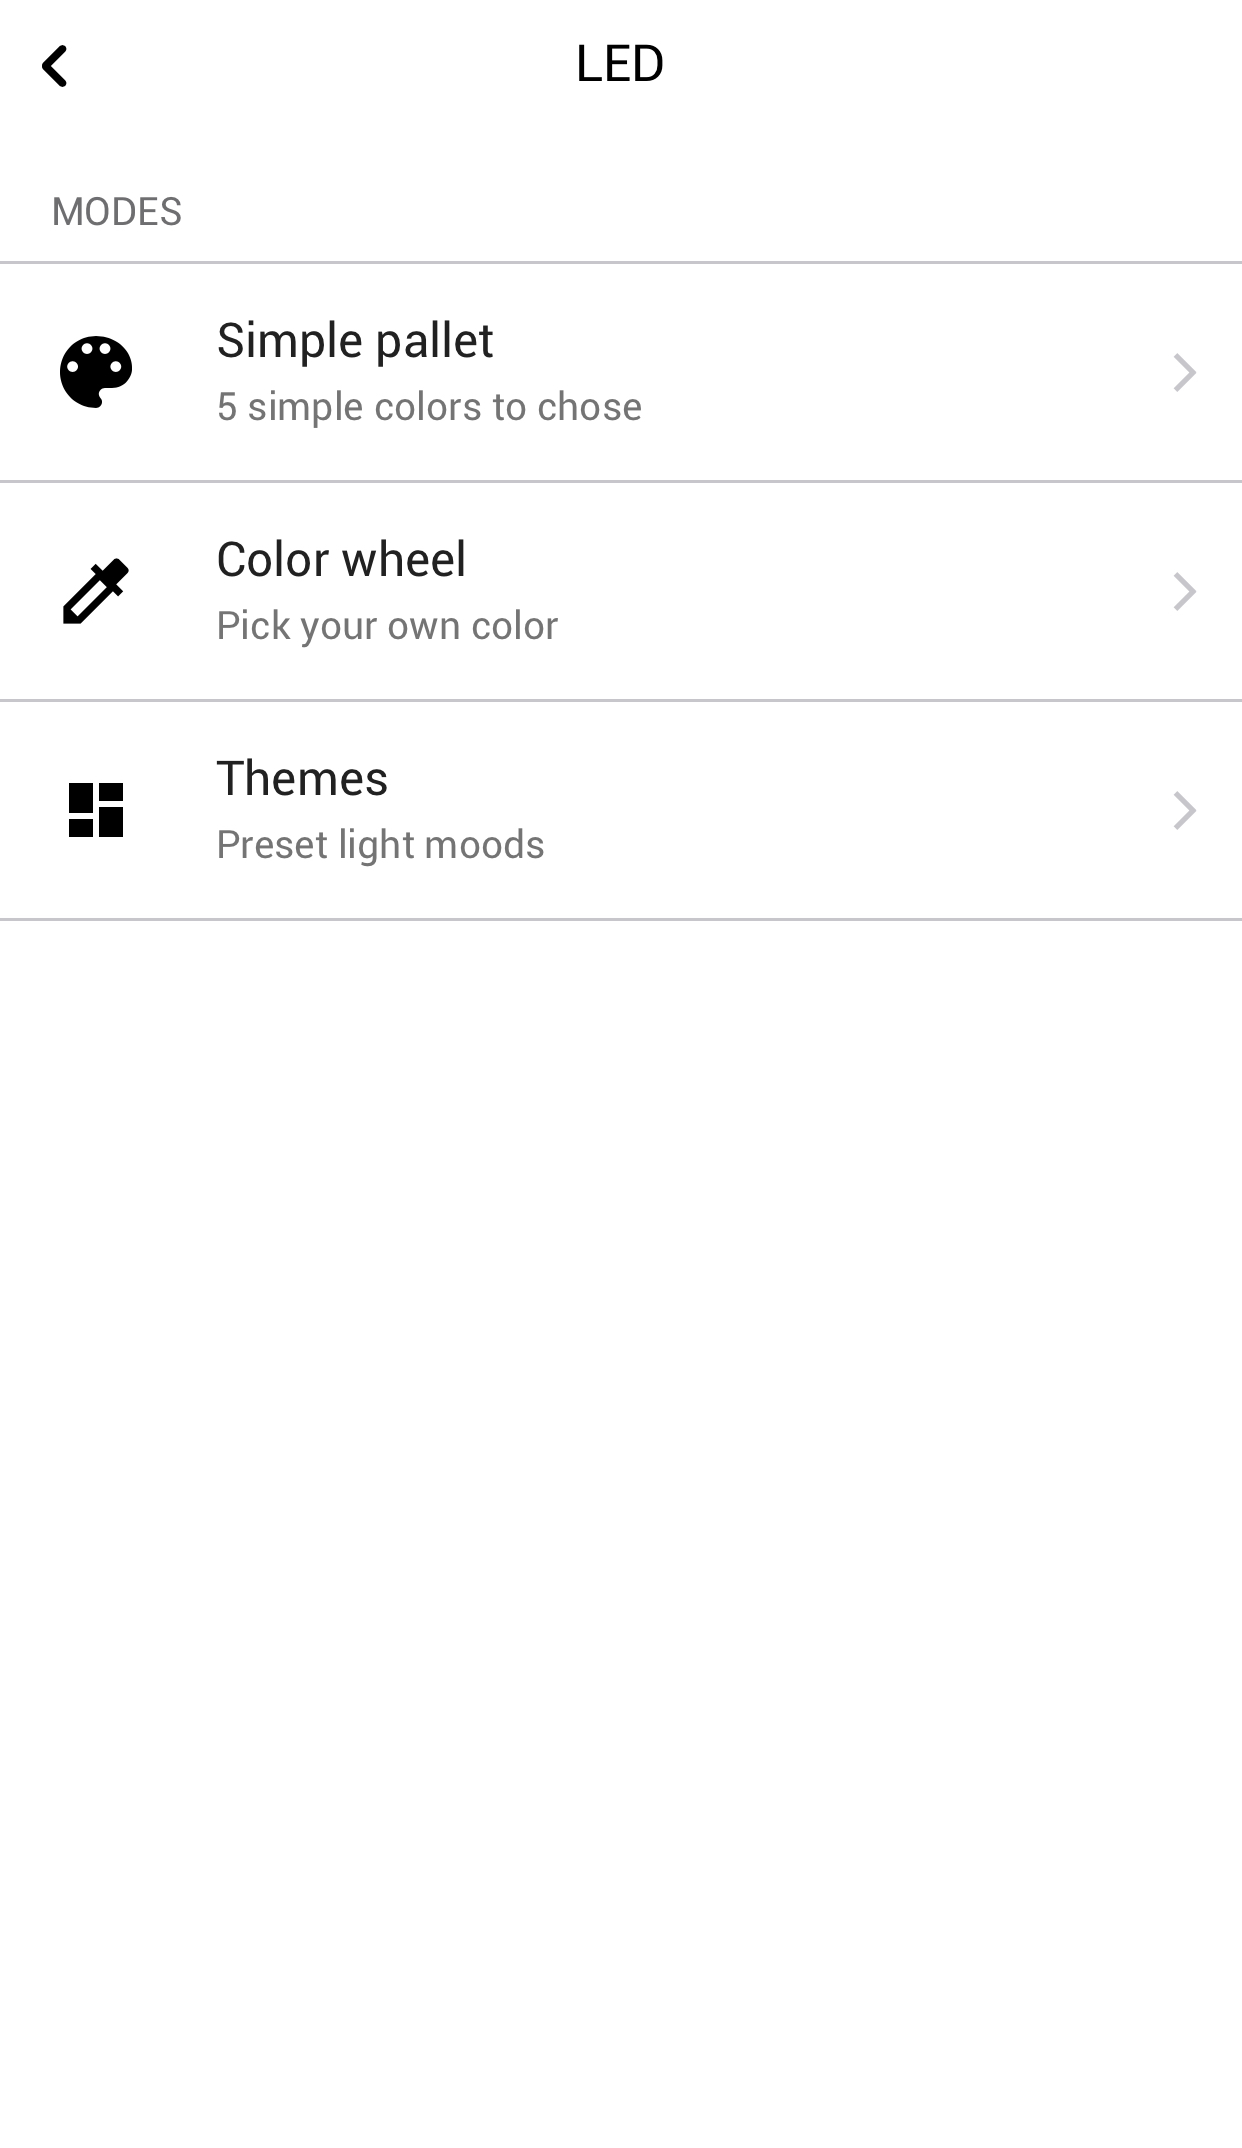 LED
MODES
Simple pallet
5 simple colors to chose
Color wheel
Pick your own color
Themes
Preset light moods